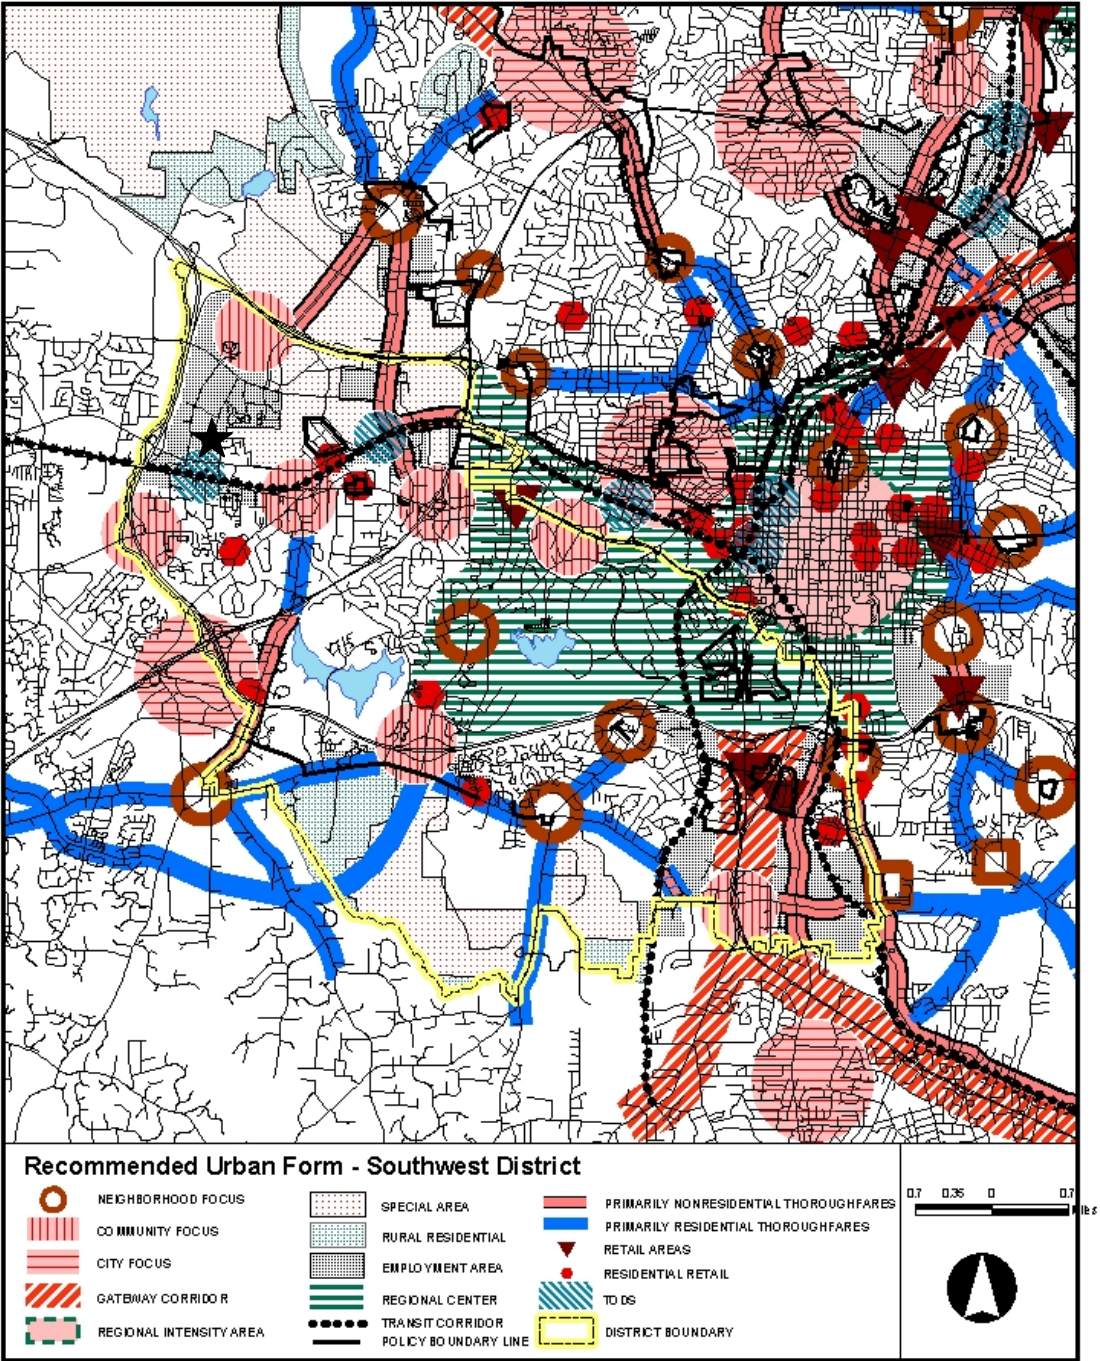 Recommended Urban Form - Southwest District
NEIGHBORHOOD FOCUS
COMMUNITY FOCUS
CITY FOCUS
GATEWAY CORRIDOR
REGIONAL INTENSITY AREA
SPECIAL AREA
RURAL RESIDENTIAL
EMPLOYMENT AREA
REGIONAL CENTER
TRANSIT CORRIDOR
POLICY BOUNDARY LINE
PRIMARILY NONRESIDENTIAL THOROUGHFARES
PRIMARILY RESIDENTIAL THOROUGHFARES
RETAIL AREAS
RESIDENTIAL RETAIL
TODS
DISTRICT BOUNDARY
0.7 0.35 0 0.7